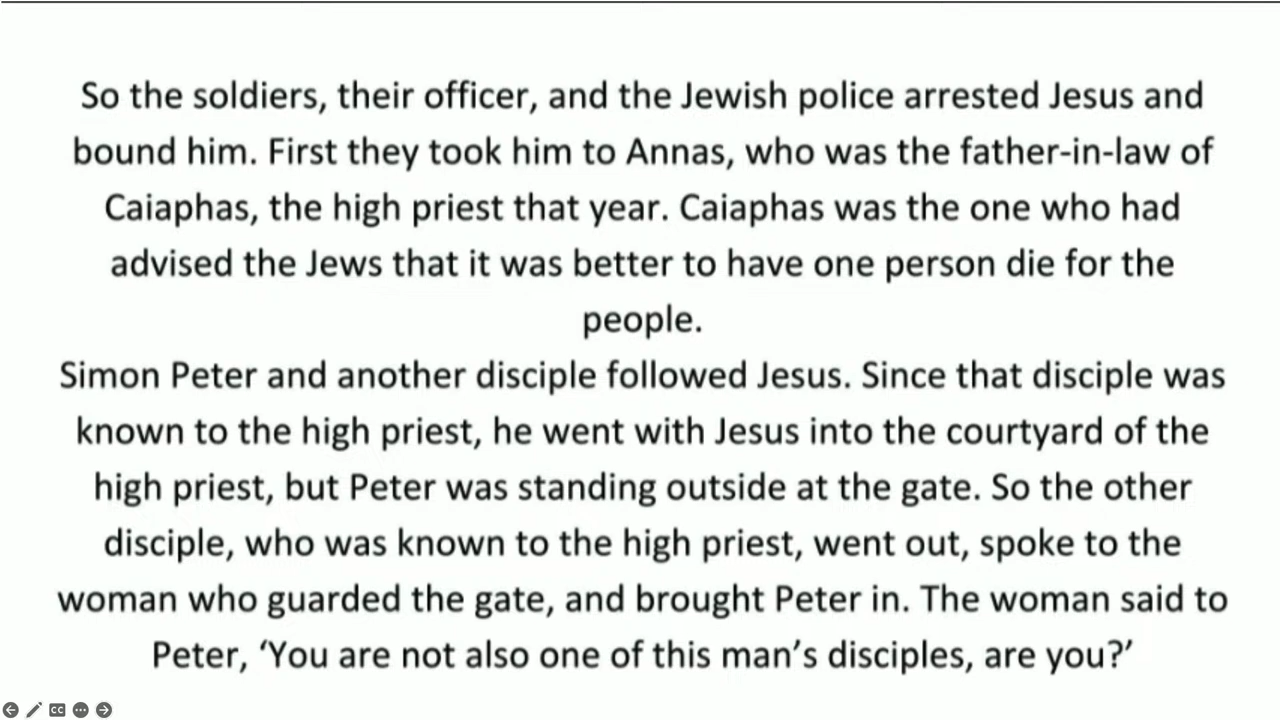 So the soldiers, their officer, and the Jewish police arrested Jesus and
bound him. First they took him to Annas, who was the father-in-law of
Caiaphas, the high priest that year. Caiaphas was the one who had
advised the Jews that it was better to have one person die for the
people.
Simon Peter and another disciple followed Jesus. Since that disciple was
known to the high priest, he went with Jesus into the courtyard of the
high priest, but Peter was standing outside at the gate. So the other
disciple, who was known to the high priest, went out, spoke to the
woman who guarded the gate, and brought Peter in. The woman said to
Peter, ‘You are not also one of this man’s disciples, are you?’
CC